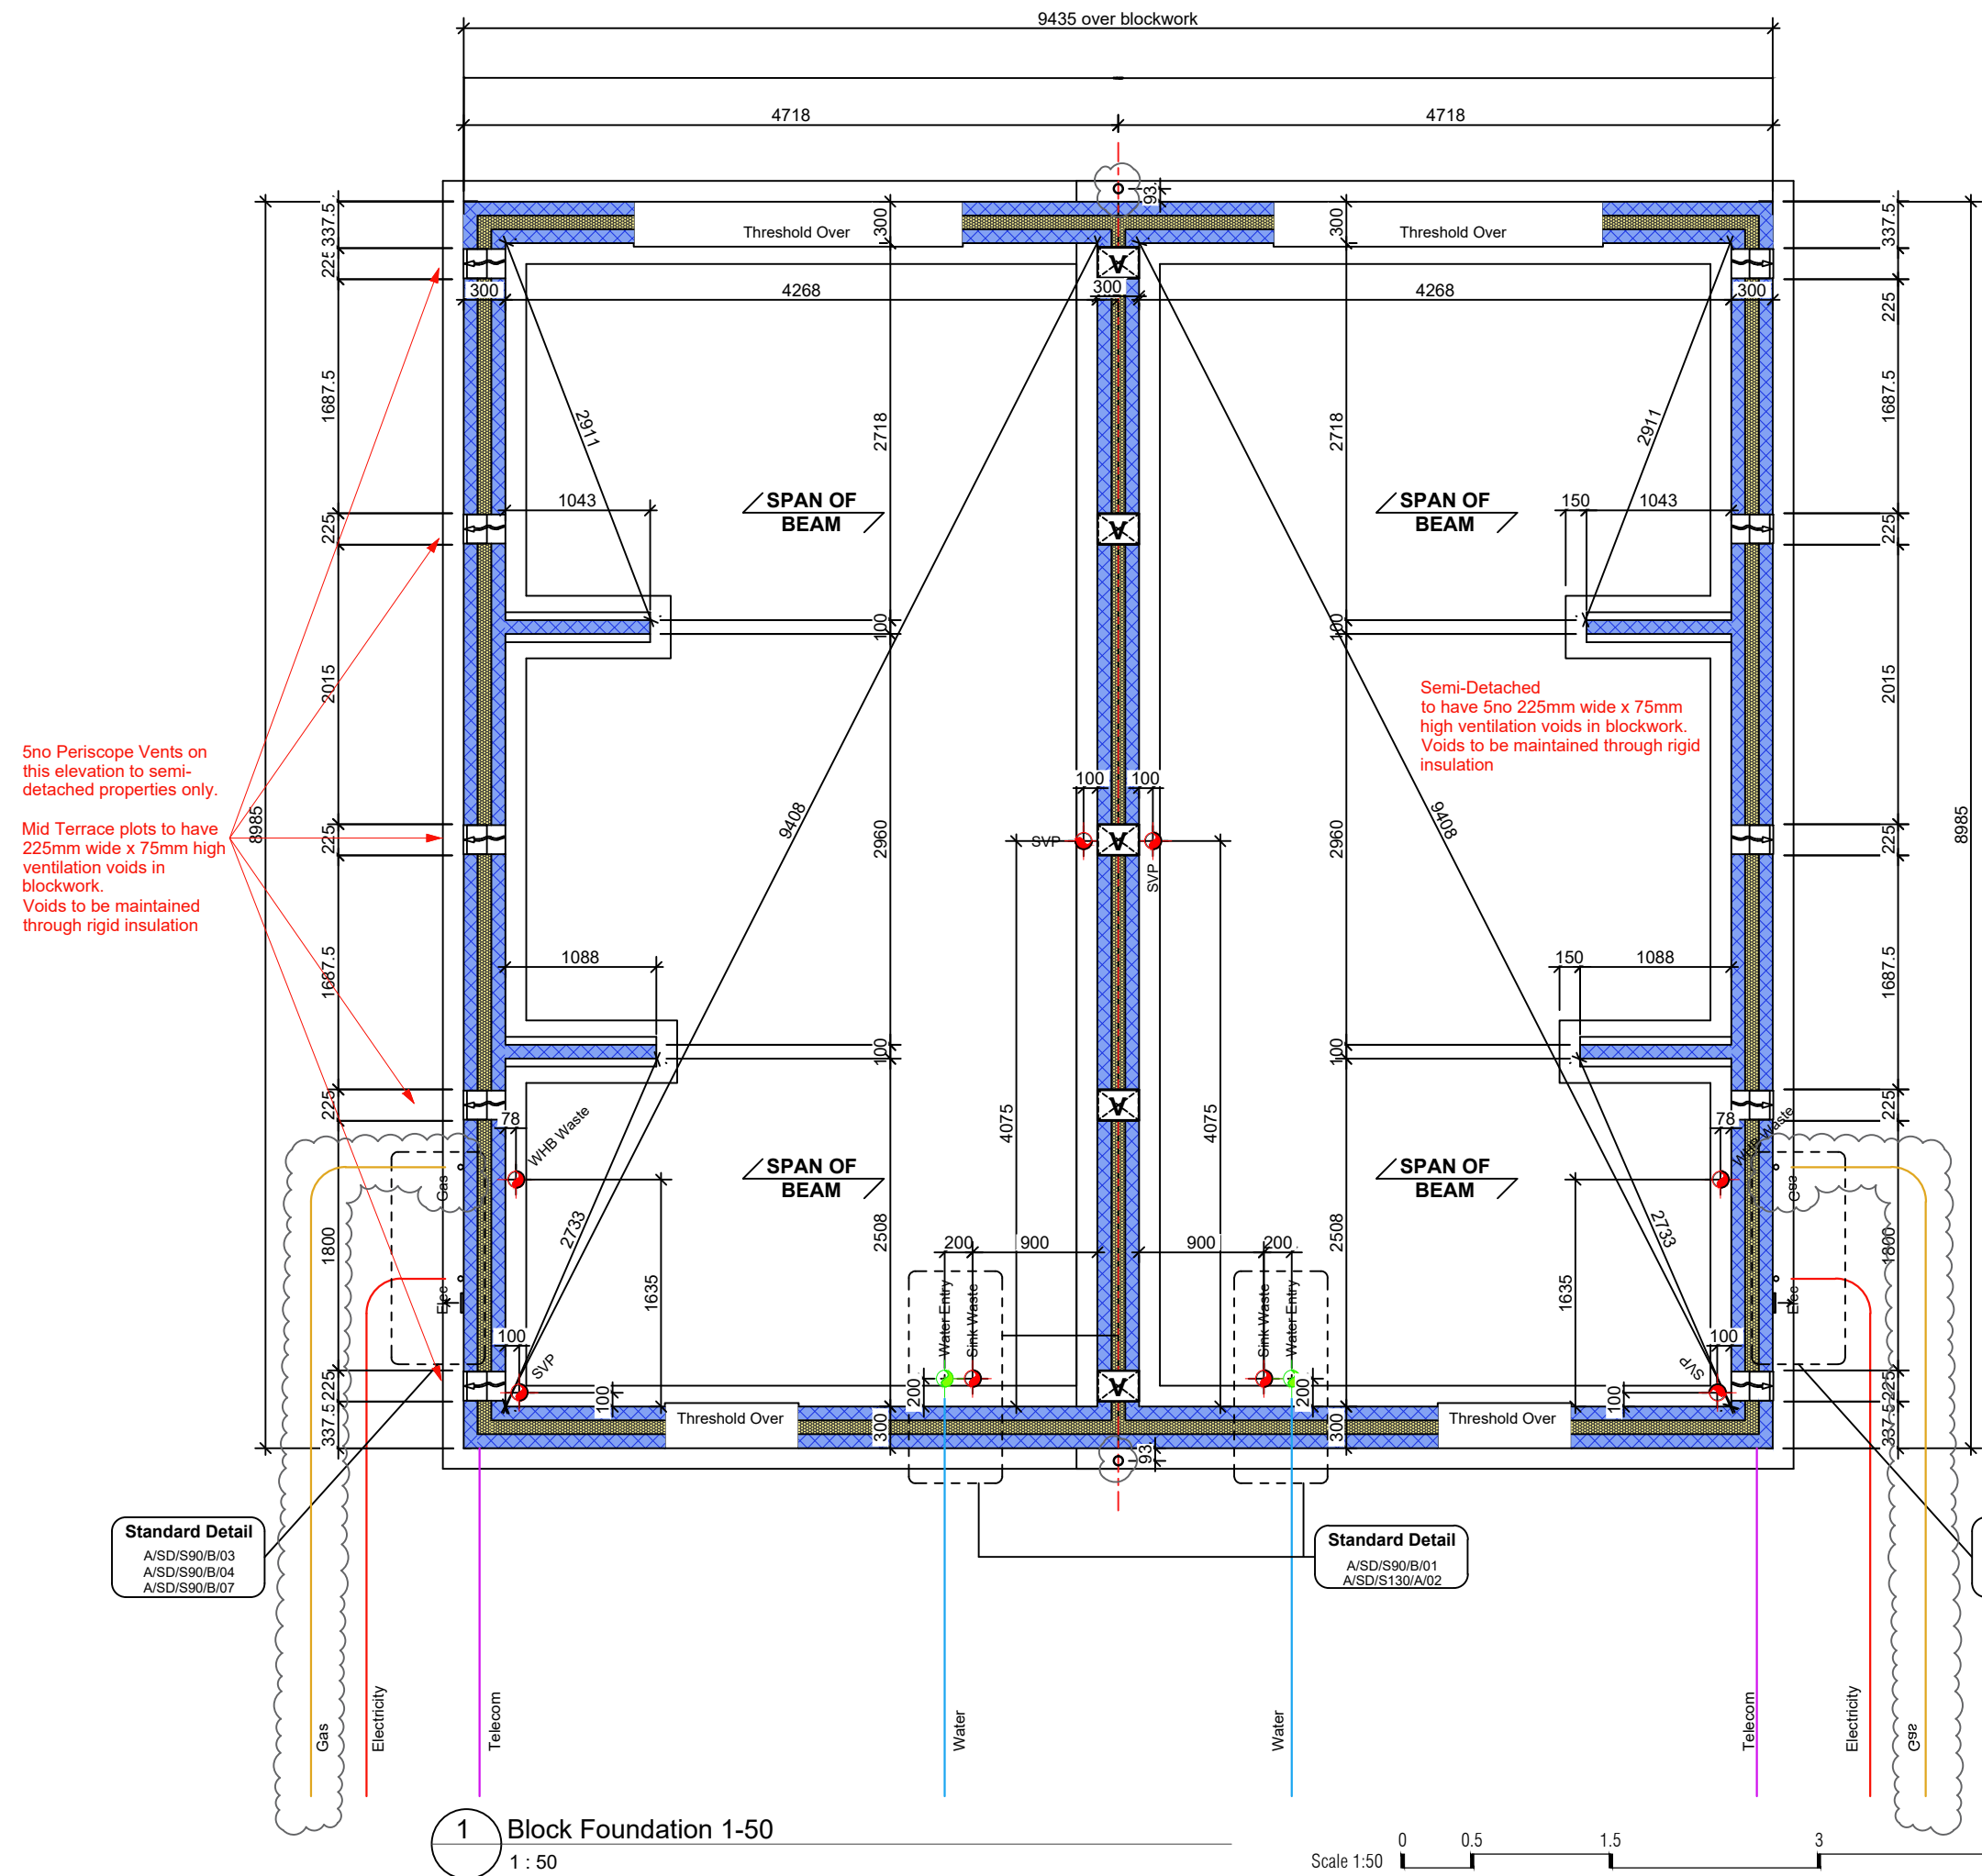 9435 over blockwork
4718
4718
93
337.5
300
Threshold Over
Threshold Over
300
337.5
225
300
4268
300
4268
300
225
1687.5
2911
2718
2718
2911
1687.5
1043
SPAN OF
BEAM
SPAN OF
BEAM
150
1043
225
225
100
100
2015
2015
Semi-Detached
to have 5no 225mm wide x 75mm
high ventilation voids in blockwork.
Voids to be maintained through rigid
insulation
5no Periscope Vents on
this elevation to semi-
detached properties only.
Mid Terrace plots to have
225mm wide x 75mm high
ventilation voids in
blockwork.
Voids to be maintained
through rigid insulation
8985
225
9408
2960
100
100
SVP
SVP
2960
9408
225
8985
1687.5
1088
150
1088
1687.5
100
100
225
78
WHB Waste
4075
4075
78
WHB Waste
225
Gas
SPAN OF
BEAM
SPAN OF
BEAM
Gas
1800
2733
2508
200
900
900
200
2508
2733
1800
1635
1635
Elec
Water Entry
Sink Waste
Sink Waste
Water Entry
Elec
100
SVP
SVP
100
225
100
200
200
100
225
337.5
Threshold Over
300
93
300
Threshold Over
337.5
Standard Detail
A/SD/S90/B/03
A/SD/S90/B/04
A/SD/S90/B/07
Standard Detail
A/SD/S90/B/01
A/SD/S130/A/02
Gas
Electricity
Telecom
Water
Water
Telecom
Electricity
Gas
1
Block Foundation 1-50
1 : 50
Scale 1:50
0
0.5
1.5
3